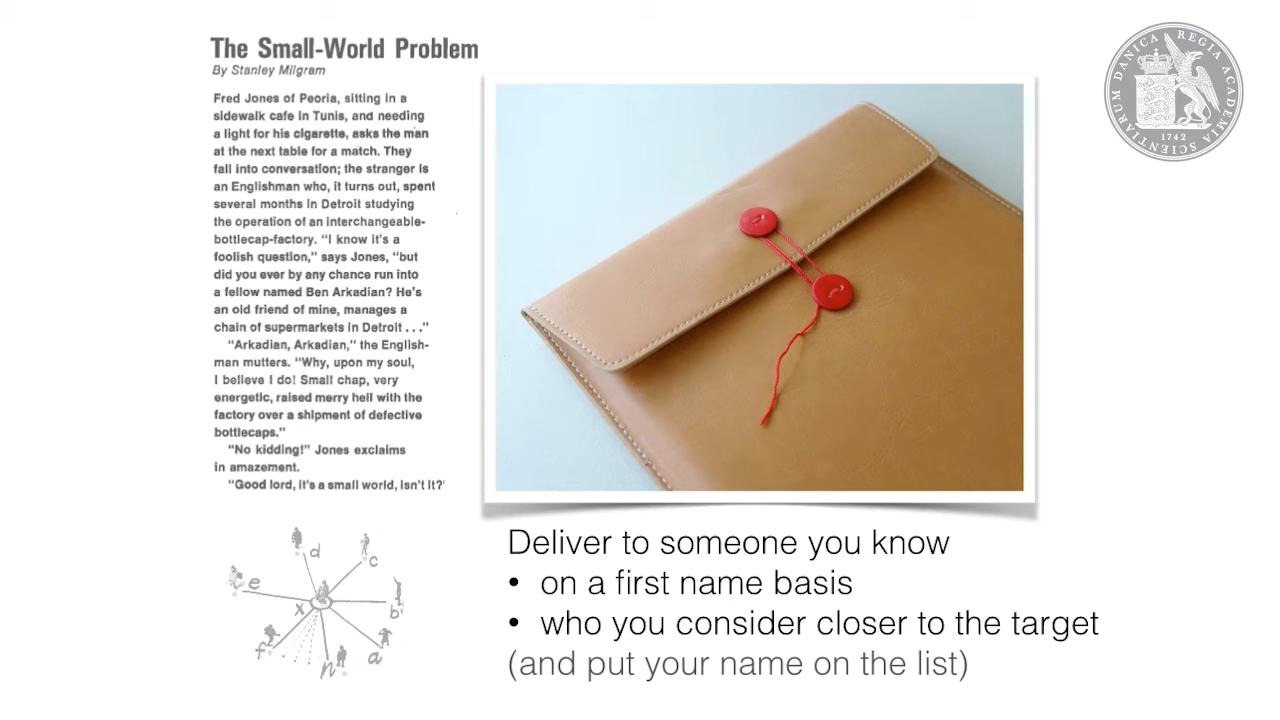 The Small-World Problem
By Stanley Milgram
Fred Jones of Peoria, sitting in a
sidewalk cafe in Tunis, and needing
a light for his cigarette, asks the man
at the next table for a match. They
fall into conversation; the stranger is
an Englishman who, it turns out, spent
several months in Detroit studying
the operation of an interchangeable-
bottlecap-factory. “I know it’s a
foolish question,” says Jones, “but
did you ever by any chance run into
a fellow named Ben Arkadian? He’s
an old friend of mine, manages a
chain of supermarkets in Detroit . . .”
“Arkadian, Arkadian,” the English-
man mutters. “Why, upon my soul,
I believe I do! Small chap, very
energetic, raised merry hell with the
factory over a shipment of defective
bottlecaps.”
“No kidding!” Jones exclaims
in amazement.
“Good lord, it’s a small world, isn’t it?’
d
c
e
x
b
f
n
a
Deliver to someone you know
• on a first name basis
• who you consider closer to the target
(and put your name on the list)
REGIA ACADEMIA SCIENTIARUM DANICA
1742